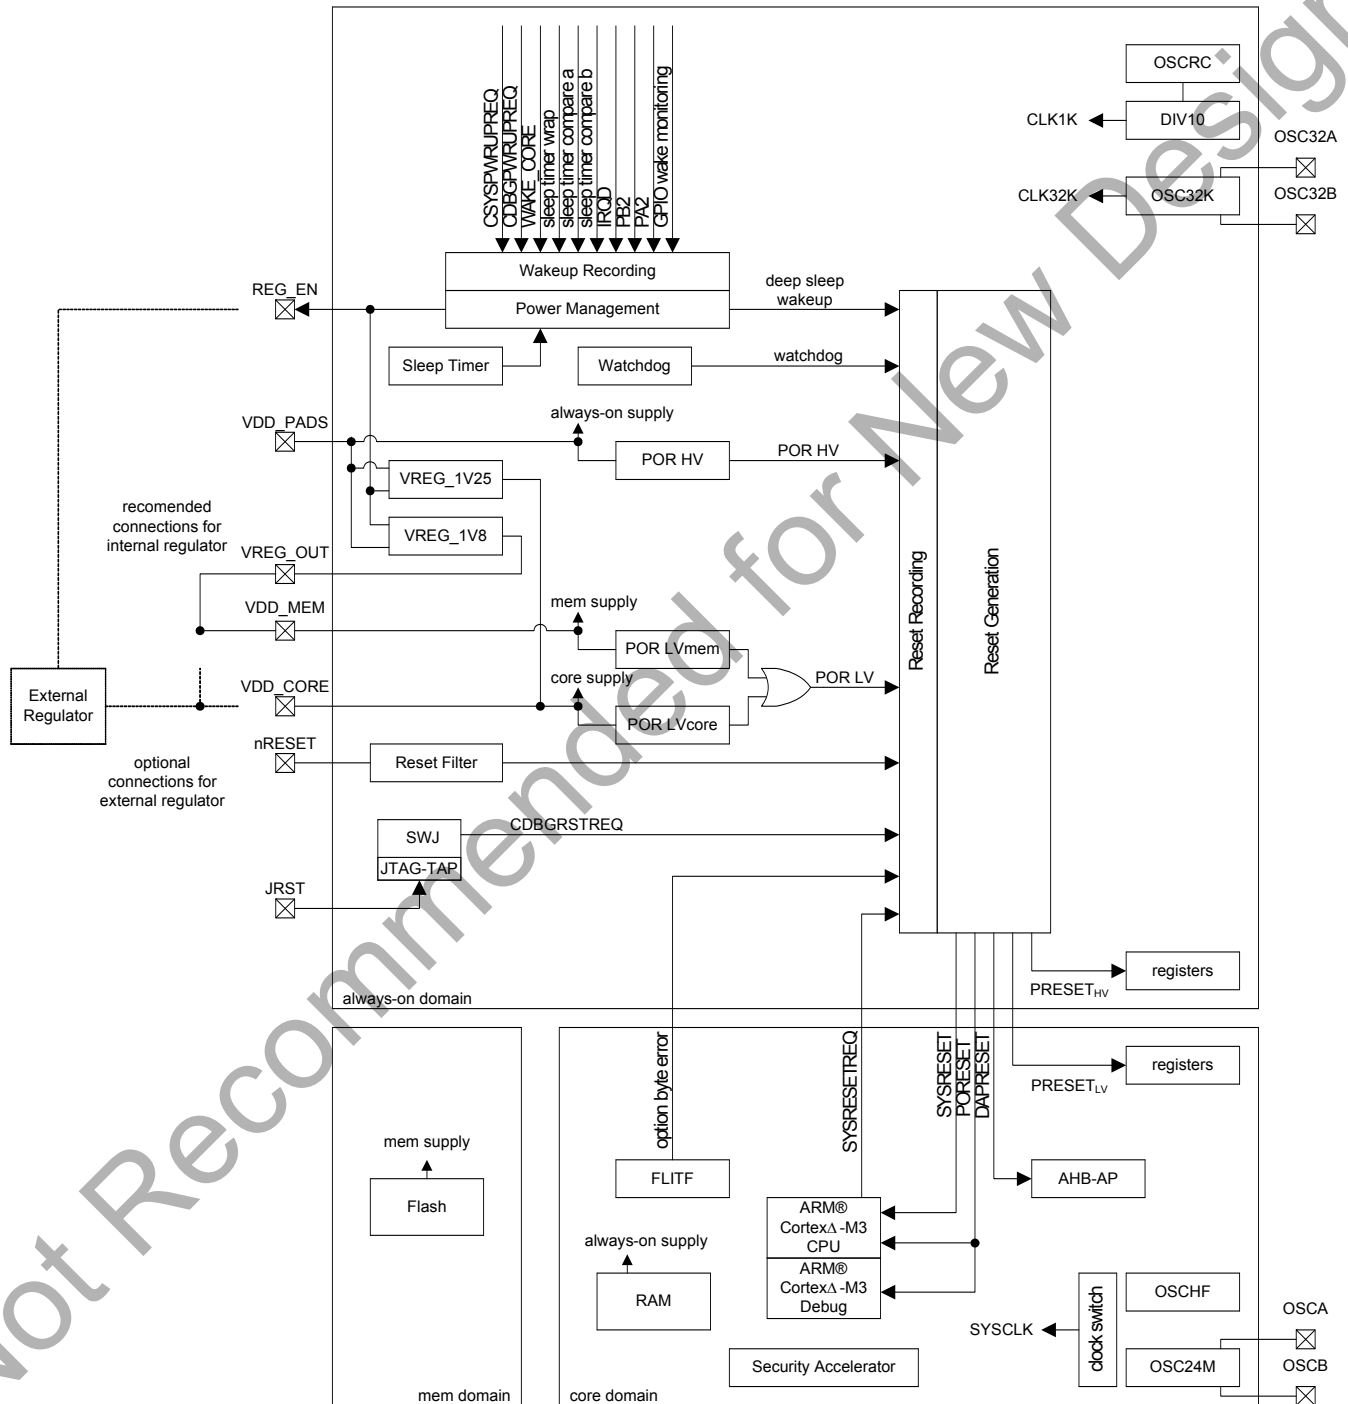 CSYSPWRUPREQ
CDBGPWRUPREQ
WAKE_CORE
sleep timer wrap
sleep timer compare a
sleep timer compare b
IRQD
PB2
PA2
GPIO wake monitoring
OSCRC
DIV10
CLK1K
OSC32A
OSC32K
CLK32K
OSC32B
Wakeup Recording
Power Management
REG_EN
deep sleep
wakeup
Sleep Timer
Watchdog
watchdog
VDD_PADS
always-on supply
POR HV
POR HV
VREG_1V25
recomended
connections for
internal regulator
VREG_1V8
VREG_OUT
VDD_MEM
mem supply
POR LVmem
Reset Recording
Reset Generation
External
Regulator
VDD_CORE
core supply
POR LV
POR LVcore
nRESET
Reset Filter
optional
connections for
external regulator
SWJ
JTAG-TAP
CDBGRSTREQ
JRST
registers
PRESETHV
always-on domain
option byte error
SYSRESETREQ
SYSRESET
PORESET
DAPRESET
registers
PRESETLV
mem supply
Flash
FLITF
AHB-AP
ARM®
CortexΔ-M3
CPU
ARM®
CortexΔ-M3
Debug
always-on supply
RAM
OSCHF
clock switch
SYSCLK
OSCA
OSC24M
OSCB
Security Accelerator
mem domain
core domain
Not Recommended for New Design